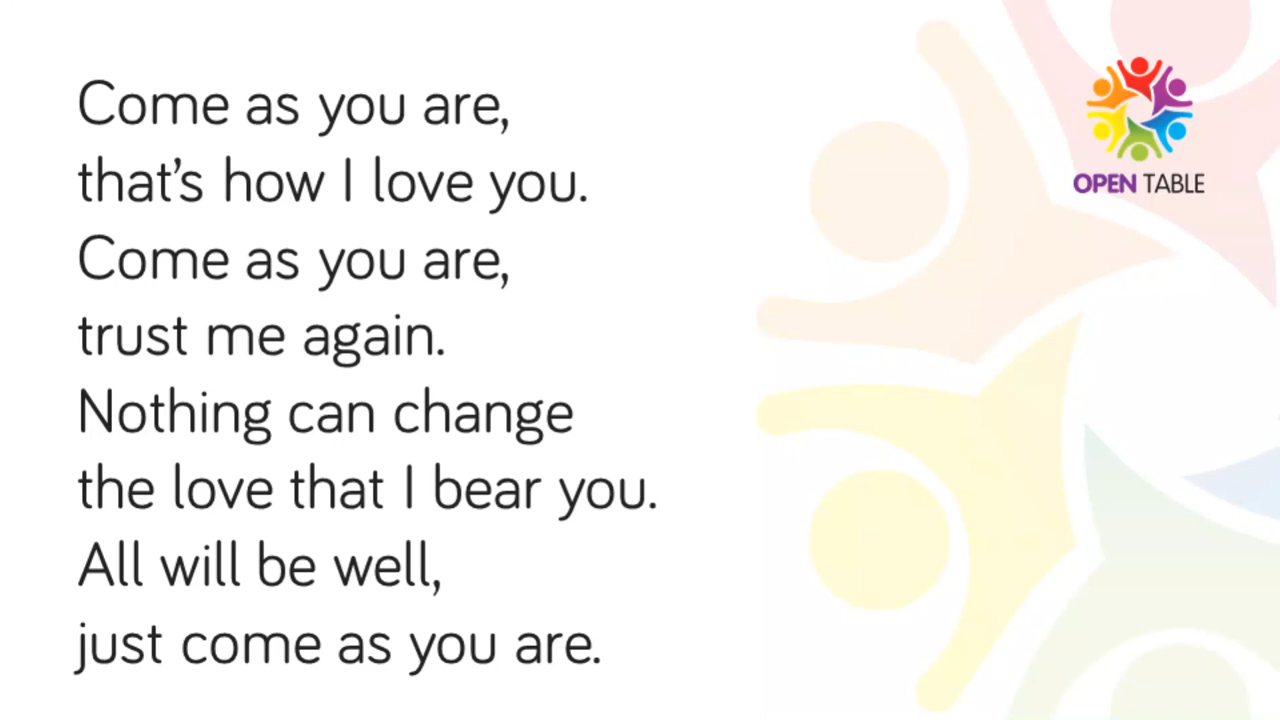 Come as you are,
that's how I love you.
Come as you are,
trust me again.
Nothing can change
the love that I bear you.
All will be well,
just come as you are.
OPEN TABLE